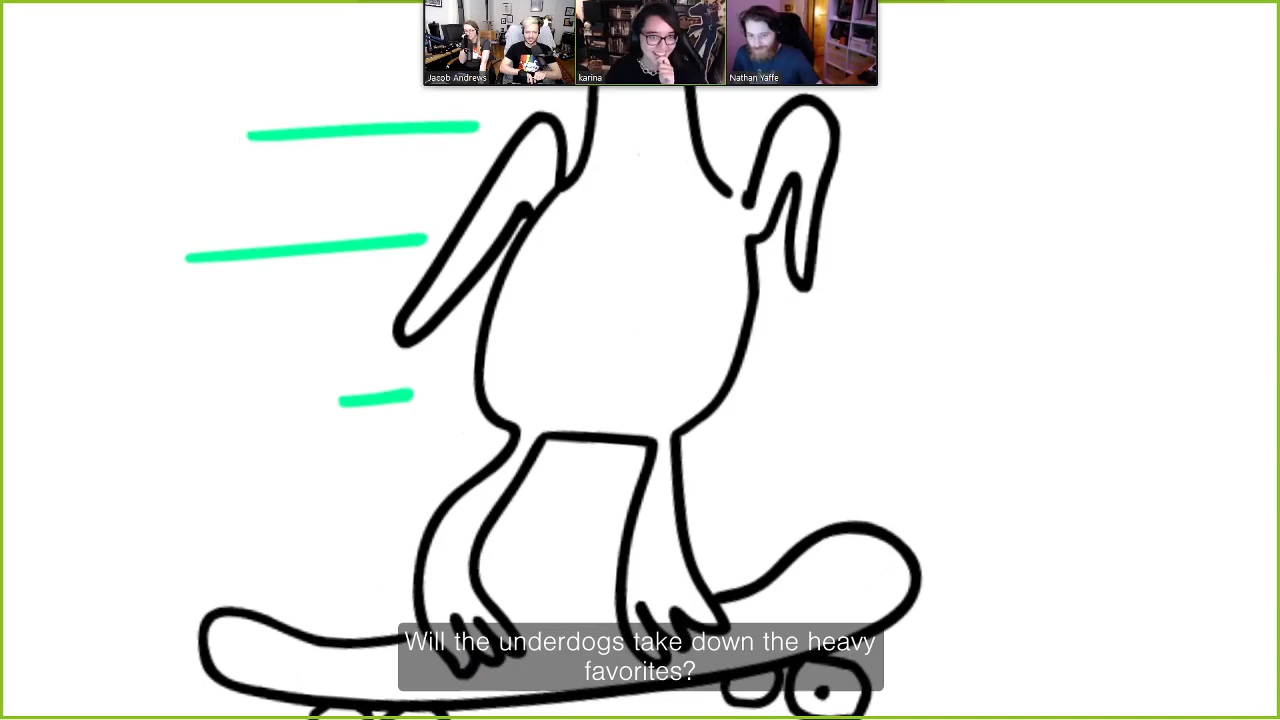 Jacob Andrews
karina
Nathan Yaffe
Will the underdogs take down the heavy
favorites?